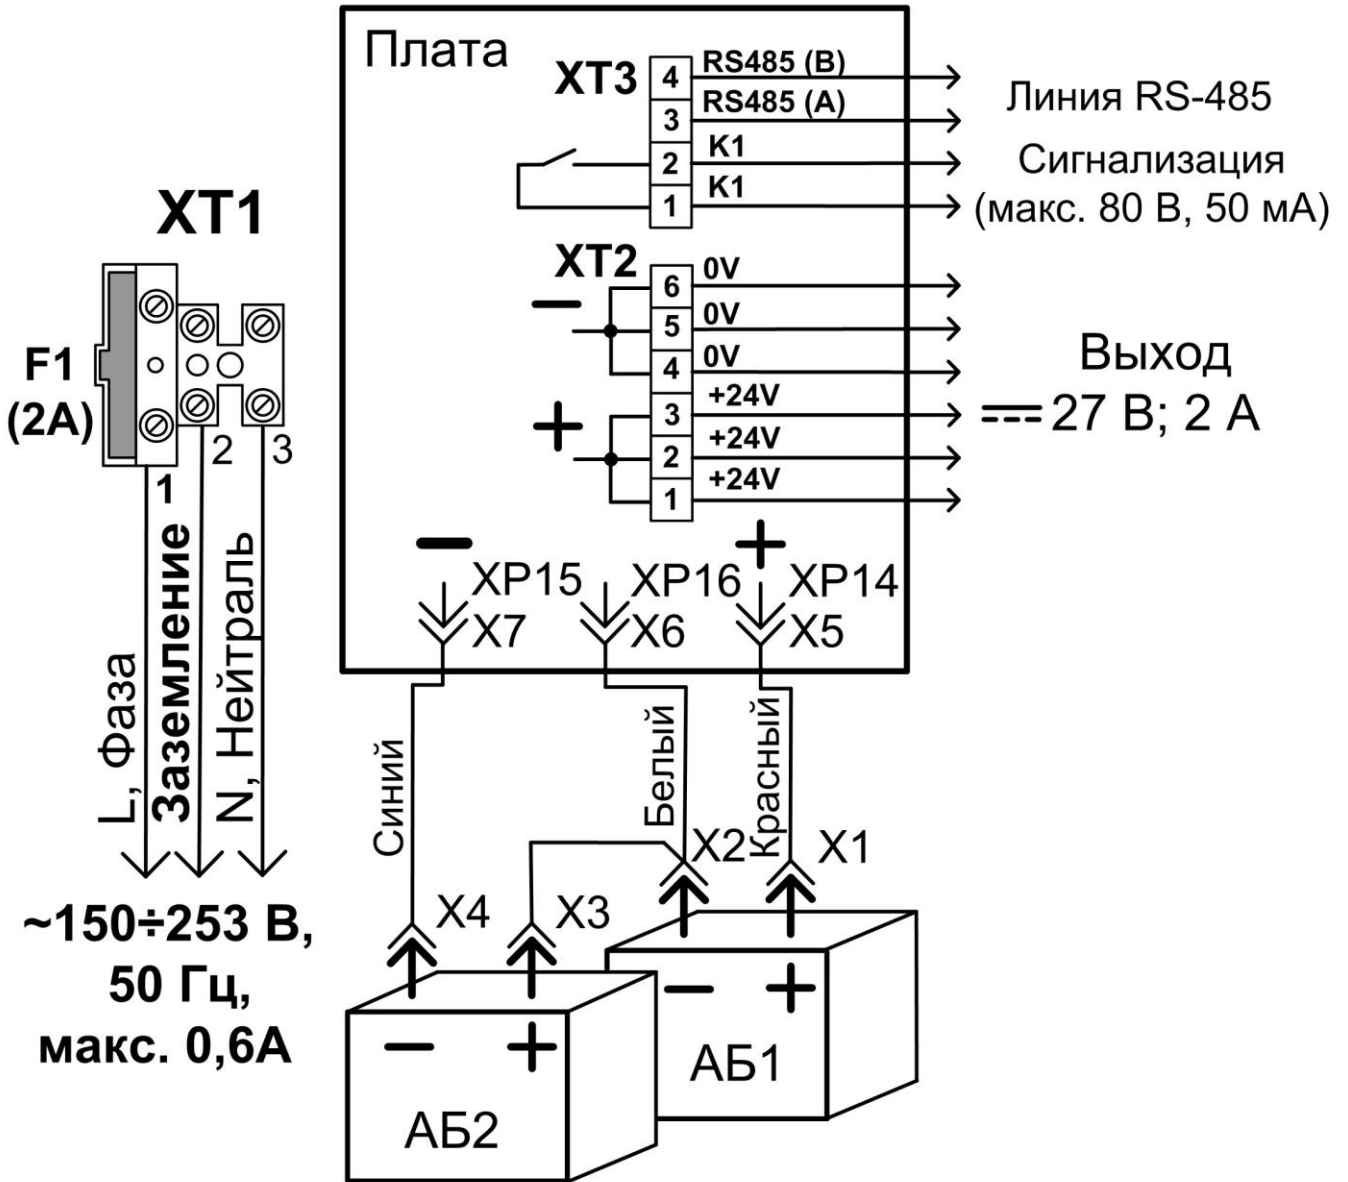 Плата
XT3
4 RS485 (B)
3 RS485 (A)
2 K1
1 K1
Линия RS-485
Сигнализация
(макс. 80 В, 50 мА)
XT1
F1
(2А)
1
2
3
L, Фаза
Заземление
N, Нейтраль
~150÷253 В,
50 Гц,
макс. 0,6А
XT2
6 0V
5 0V
4 0V
3 +24V
2 +24V
1 +24V
−
+
Выход
27 В; 2 А
−
+
XP15
XP16
XP14
X7
X6
X5
Синий
Белый
Красный
X4
X3
X2
X1
− +
АБ1
− +
АБ2